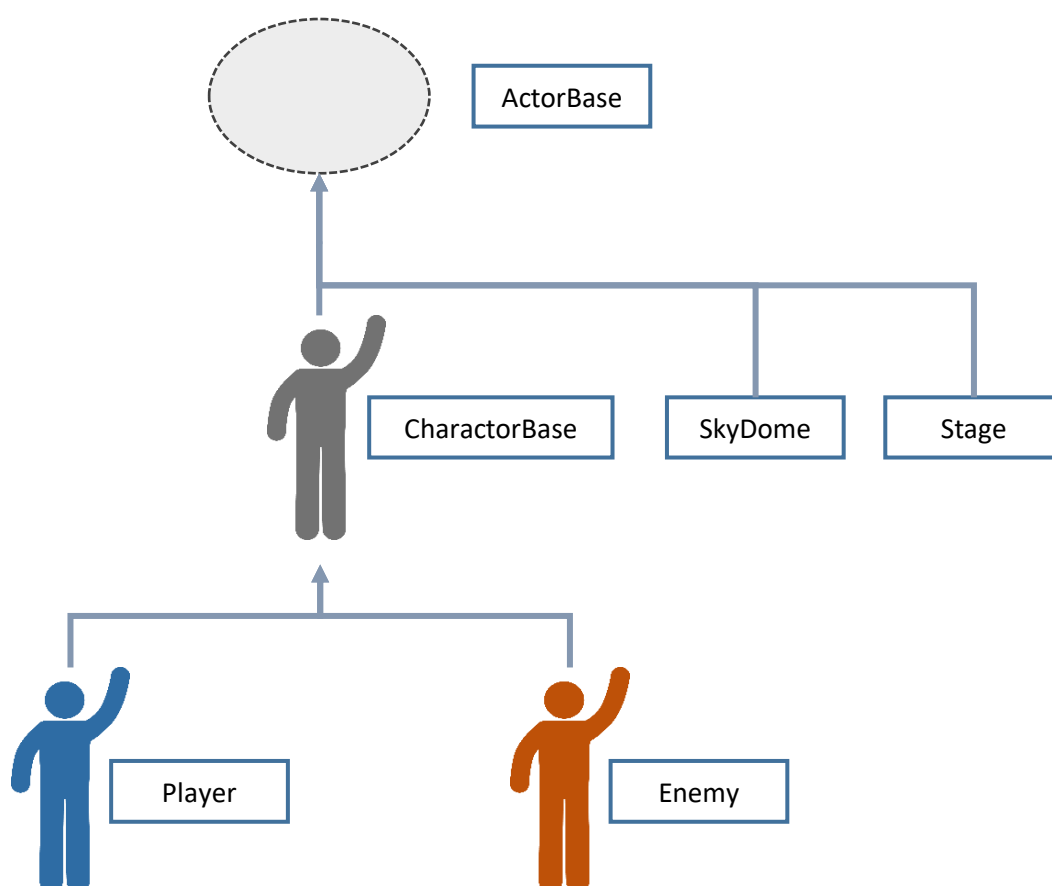 ActorBase
CharactorBase
SkyDome
Stage
Player
Enemy